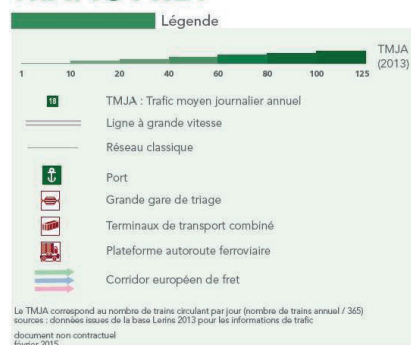 Légende
TMJA
(2013)
1 10 20 40 60 80 100 125
18 TMJA : Trafic moyen journalier annuel
Ligne à grande vitesse
Réseau classique
Port
Grande gare de triage
Terminaux de transport combiné
Plateforme autoroute ferroviaire
Corridor européen de fret
Le TMJA correspond au nombre de trains circulant par jour (nombre de trains annuel / 365)
sources : données issues de la base Lerins 2013 pour les informations de trafic
document non contractuel
février 2015